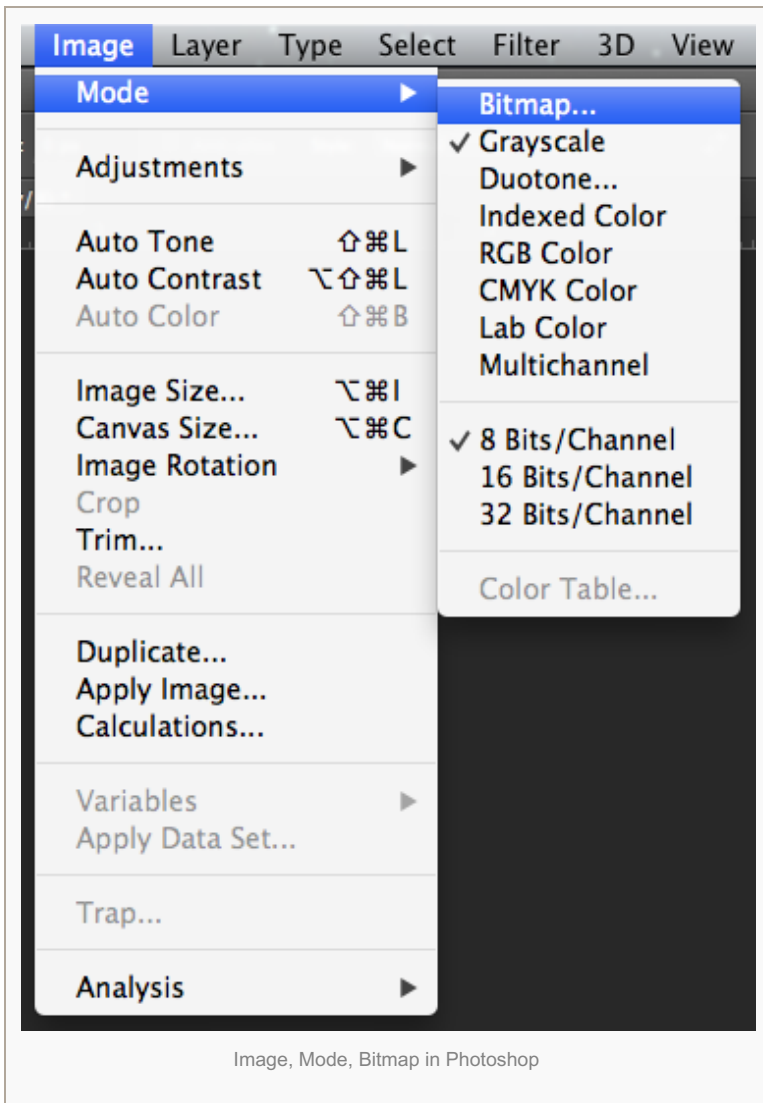 Image Layer Type Select Filter 3D View
Mode
Adjustments
Auto Tone ⇧⌘L
Auto Contrast ⌥⇧⌘L
Auto Color ⇧⌘B
Image Size... ⌥⌘I
Canvas Size... ⌥⌘C
Image Rotation
Crop
Trim...
Reveal All
Duplicate...
Apply Image...
Calculations...
Variables
Apply Data Set...
Trap...
Analysis
Bitmap...
✓ Grayscale
Duotone...
Indexed Color
RGB Color
CMYK Color
Lab Color
Multichannel
✓ 8 Bits/Channel
16 Bits/Channel
32 Bits/Channel
Color Table...
Image, Mode, Bitmap in Photoshop